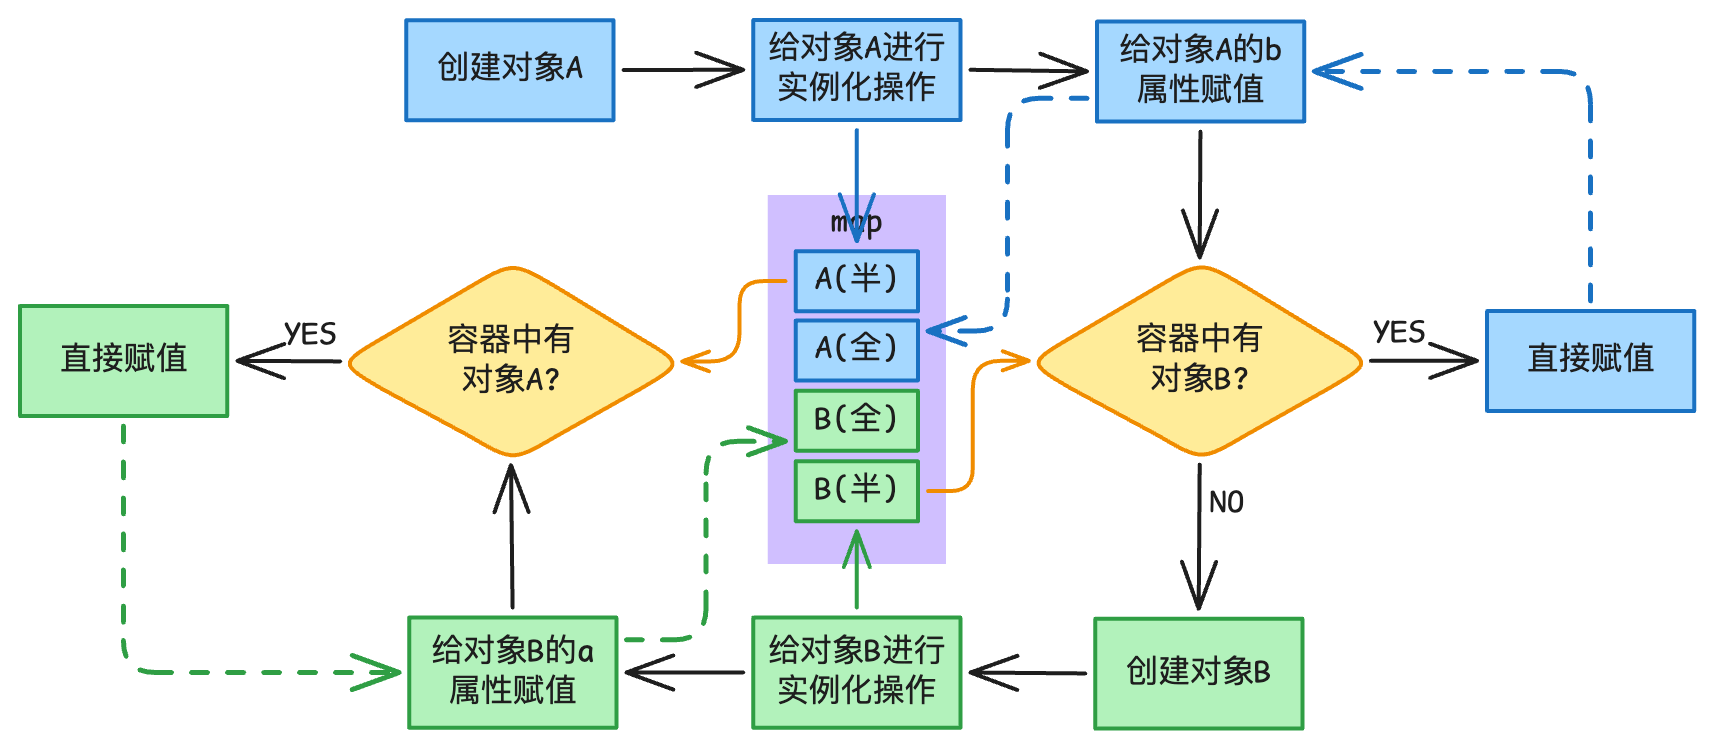 创建对象A
给对象A进行
实例化操作
给对象A的b
属性赋值
map
A(半)
A(全)
B(全)
B(半)
直接赋值
YES
容器中有
对象A?
容器中有
对象B?
YES
直接赋值
NO
给对象B的a
属性赋值
给对象B进行
实例化操作
创建对象B